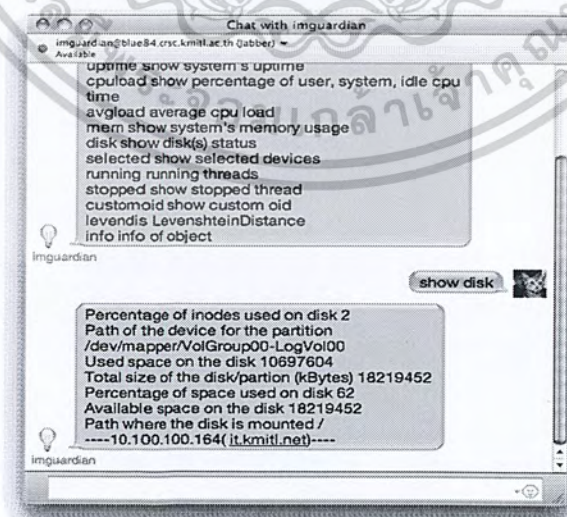 Chat with imguardian
imguardian@blue84.crsc.kmitl.ac.th (Jabber)
Available
uptime show system's uptime
cpuload show percentage of user, system, idle cpu
time
avgload average cpu load
mem show system's memory usage
disk show disk(s) status
selected show selected devices
running running threads
stopped show stopped thread
customoid show custom oid
levendis LevenshteinDistance
info info of object
imguardian
show disk
Percentage of inodes used on disk 2
Path of the device for the partition
/dev/mapper/VolGroup00-LogVol00
Used space on the disk 10697604
Total size of the disk/partion (kBytes) 18219452
Percentage of space used on disk 62
Available space on the disk 18219452
Path where the disk is mounted /
----10.100.100.164( it.kmitl.net)----
imguardian